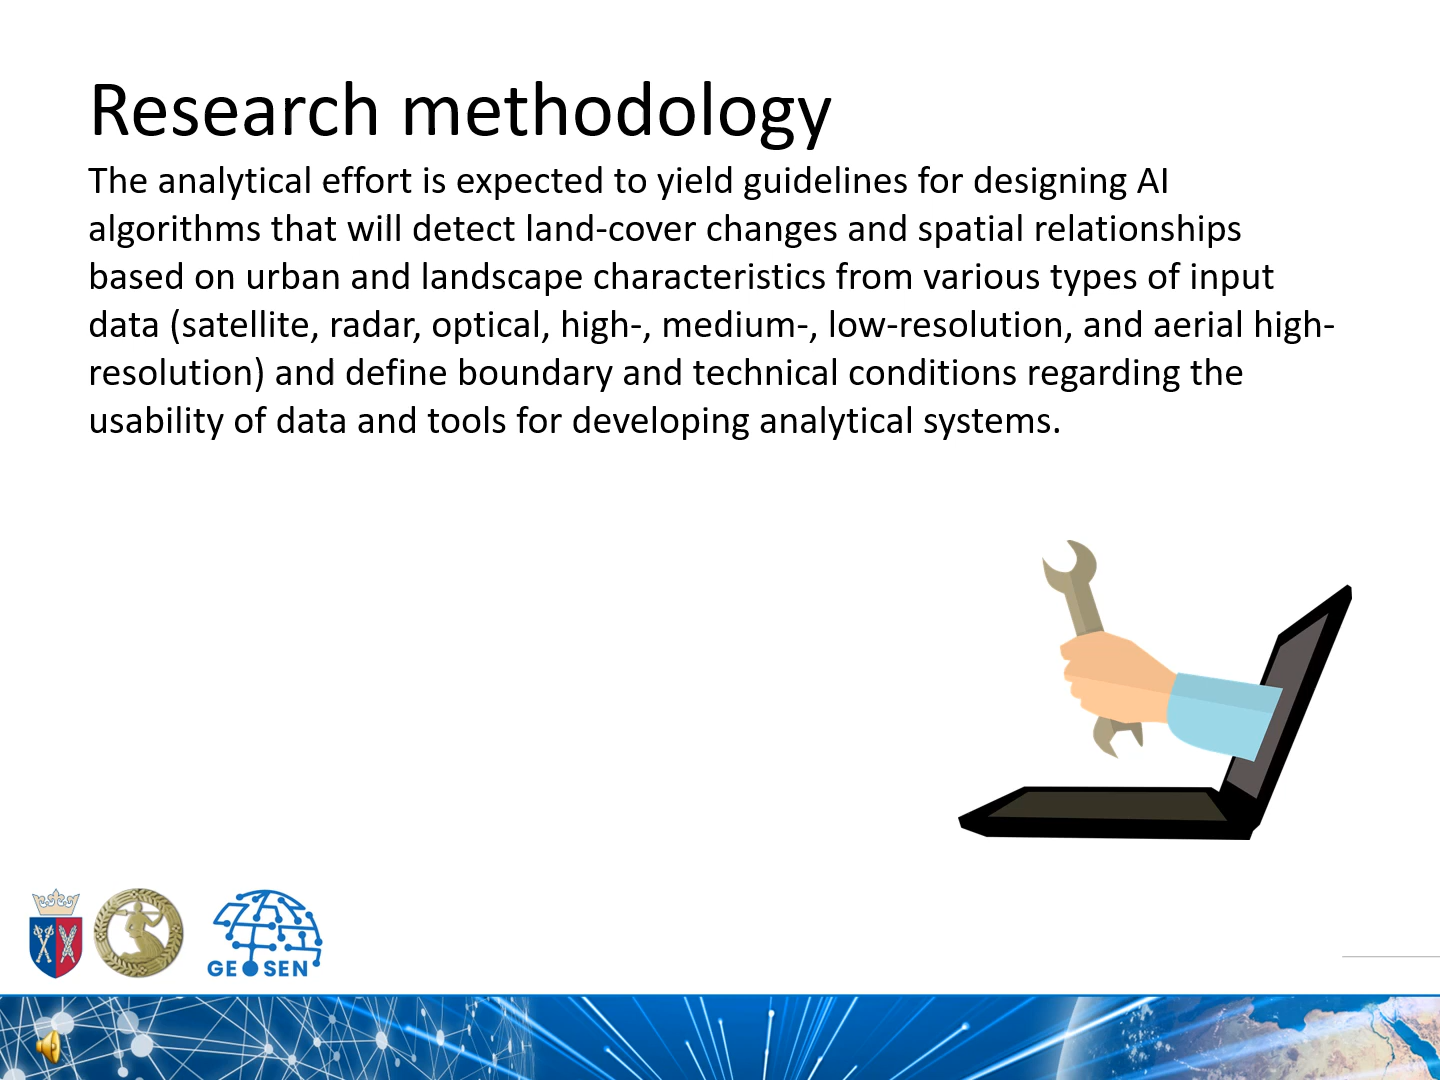 Research methodology
The analytical effort is expected to yield guidelines for designing AI
algorithms that will detect land-cover changes and spatial relationships
based on urban and landscape characteristics from various types of input
data (satellite, radar, optical, high-, medium-, low-resolution, and aerial high-
resolution) and define boundary and technical conditions regarding the
usability of data and tools for developing analytical systems.
GEOSEN